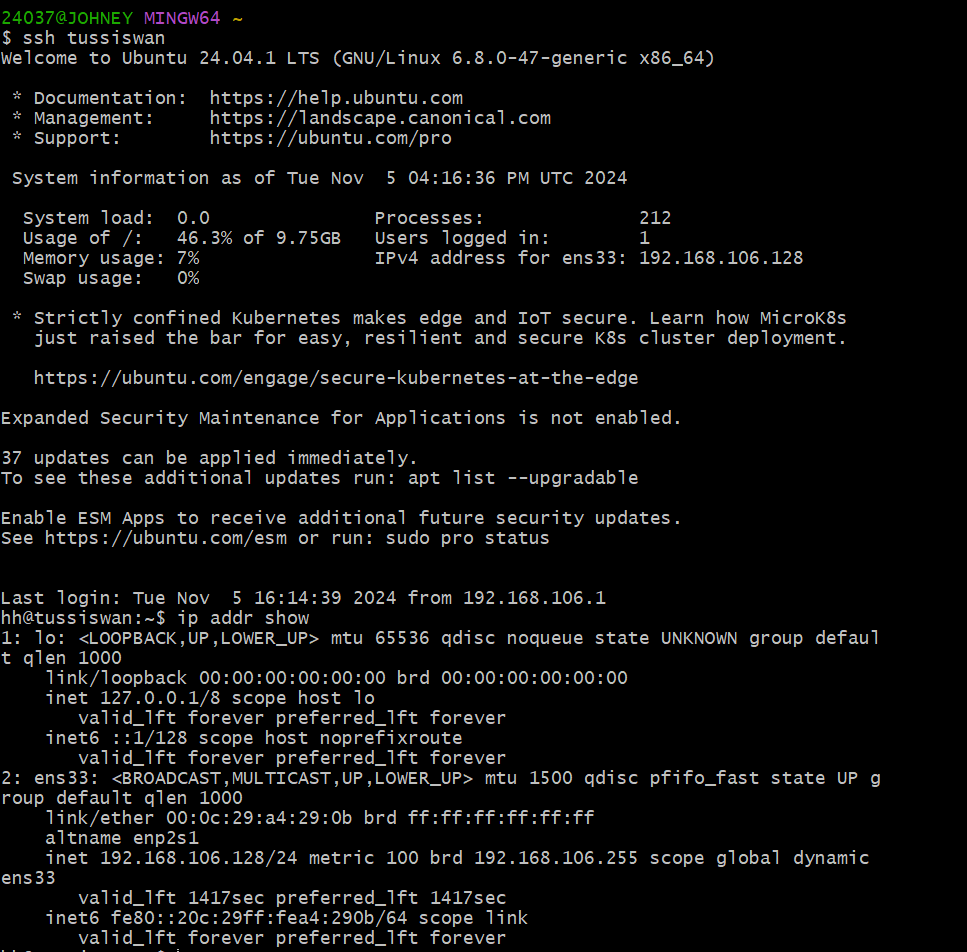 24037@JOHNEY MINGW64 ~
$ ssh tussiswan
Welcome to Ubuntu 24.04.1 LTS (GNU/Linux 6.8.0-47-generic x86_64)

 * Documentation:  https://help.ubuntu.com
 * Management:     https://landscape.canonical.com
 * Support:        https://ubuntu.com/pro

 System information as of Tue Nov  5 04:16:36 PM UTC 2024

  System load:  0.0               Processes:              212
  Usage of /:   46.3% of 9.75GB   Users logged in:        1
  Memory usage: 7%                IPv4 address for ens33: 192.168.106.128
  Swap usage:   0%

 * Strictly confined Kubernetes makes edge and IoT secure. Learn how MicroK8s
   just raised the bar for easy, resilient and secure K8s cluster deployment.

   https://ubuntu.com/engage/secure-kubernetes-at-the-edge

Expanded Security Maintenance for Applications is not enabled.

37 updates can be applied immediately.
To see these additional updates run: apt list --upgradable

Enable ESM Apps to receive additional future security updates.
See https://ubuntu.com/esm or run: sudo pro status


Last login: Tue Nov  5 16:14:39 2024 from 192.168.106.1
hh@tussiswan:~$ ip addr show
1: lo: <LOOPBACK,UP,LOWER_UP> mtu 65536 qdisc noqueue state UNKNOWN group defaul
t qlen 1000
    link/loopback 00:00:00:00:00:00 brd 00:00:00:00:00:00
    inet 127.0.0.1/8 scope host lo
       valid_lft forever preferred_lft forever
    inet6 ::1/128 scope host noprefixroute
       valid_lft forever preferred_lft forever
2: ens33: <BROADCAST,MULTICAST,UP,LOWER_UP> mtu 1500 qdisc pfifo_fast state UP g
roup default qlen 1000
    link/ether 00:0c:29:a4:29:0b brd ff:ff:ff:ff:ff:ff
    altname enp2s1
    inet 192.168.106.128/24 metric 100 brd 192.168.106.255 scope global dynamic
ens33
       valid_lft 1417sec preferred_lft 1417sec
    inet6 fe80::20c:29ff:fea4:290b/64 scope link
       valid_lft forever preferred_lft forever